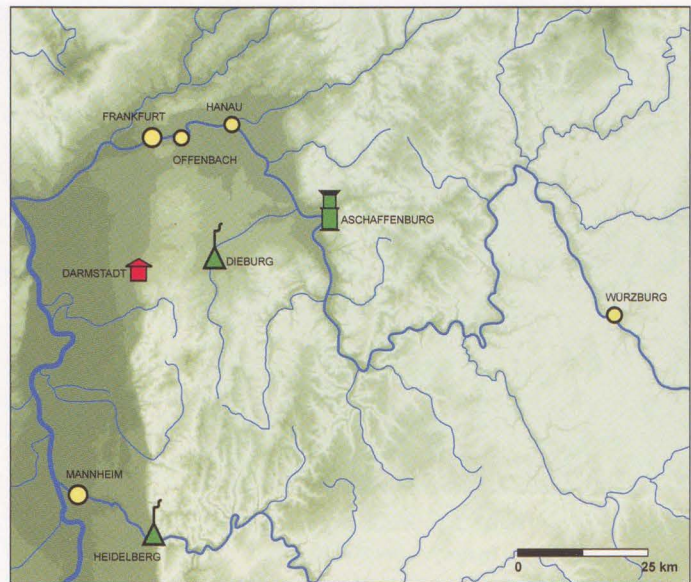 HANAU
FRANKFURT
OFFENBACH
ASCHAFFENBURG
DIEBURG
DARMSTADT
WÜRZBURG
MANNHEIM
HEIDELBERG
0 25 km